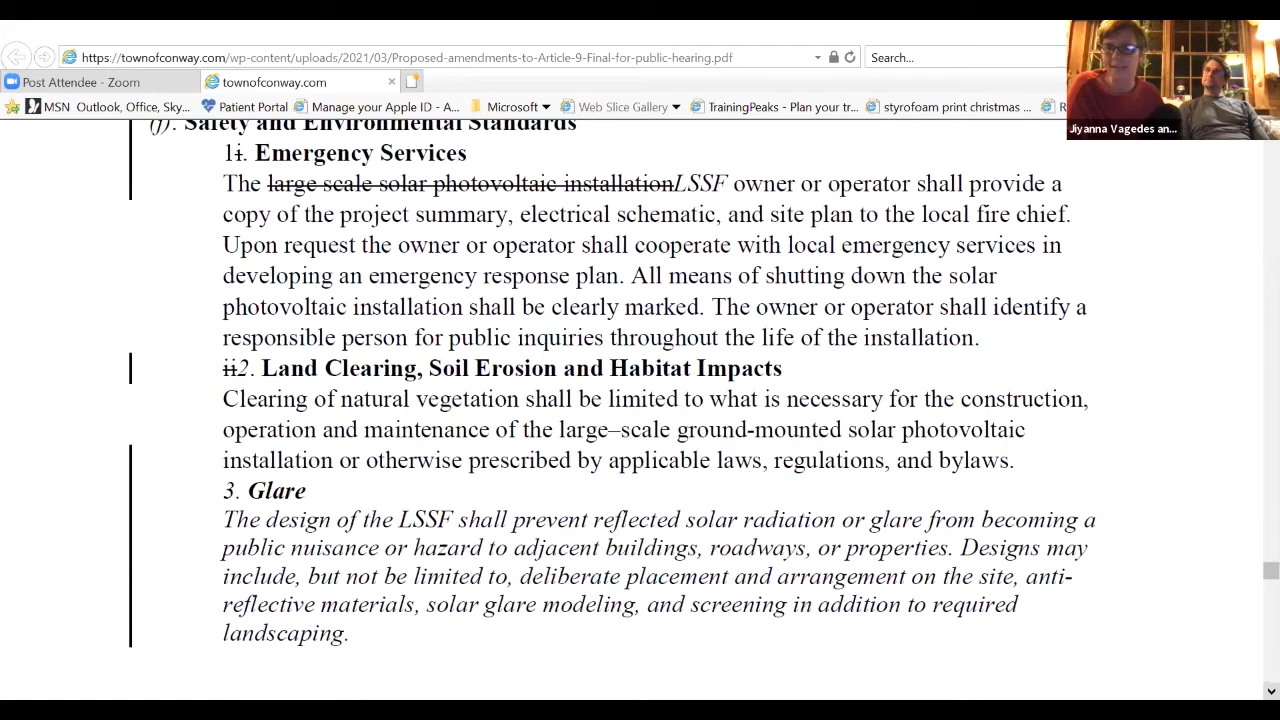 https://townofconway.com/wp-content/uploads/2021/03/Proposed-amendments-to-Article-9-Final-for-public-hearing.pdf
Search...
Post Attendee - Zoom
townofconway.com
MSN
Outlook, Office, Sky...
Patient Portal
Manage your Apple ID - A...
Microsoft
Web Slice Gallery
TrainingPeaks - Plan your tr...
styrofoam print christmas ...
R
Jiyanna Vagedes an...
(j). Safety and Environmental Standards
1i. Emergency Services
The large scale solar photovoltaic installationLSSF owner or operator shall provide a
copy of the project summary, electrical schematic, and site plan to the local fire chief.
Upon request the owner or operator shall cooperate with local emergency services in
developing an emergency response plan. All means of shutting down the solar
photovoltaic installation shall be clearly marked. The owner or operator shall identify a
responsible person for public inquiries throughout the life of the installation.
ii2. Land Clearing, Soil Erosion and Habitat Impacts
Clearing of natural vegetation shall be limited to what is necessary for the construction,
operation and maintenance of the large–scale ground-mounted solar photovoltaic
installation or otherwise prescribed by applicable laws, regulations, and bylaws.
3. Glare
The design of the LSSF shall prevent reflected solar radiation or glare from becoming a
public nuisance or hazard to adjacent buildings, roadways, or properties. Designs may
include, but not be limited to, deliberate placement and arrangement on the site, anti-
reflective materials, solar glare modeling, and screening in addition to required
landscaping.